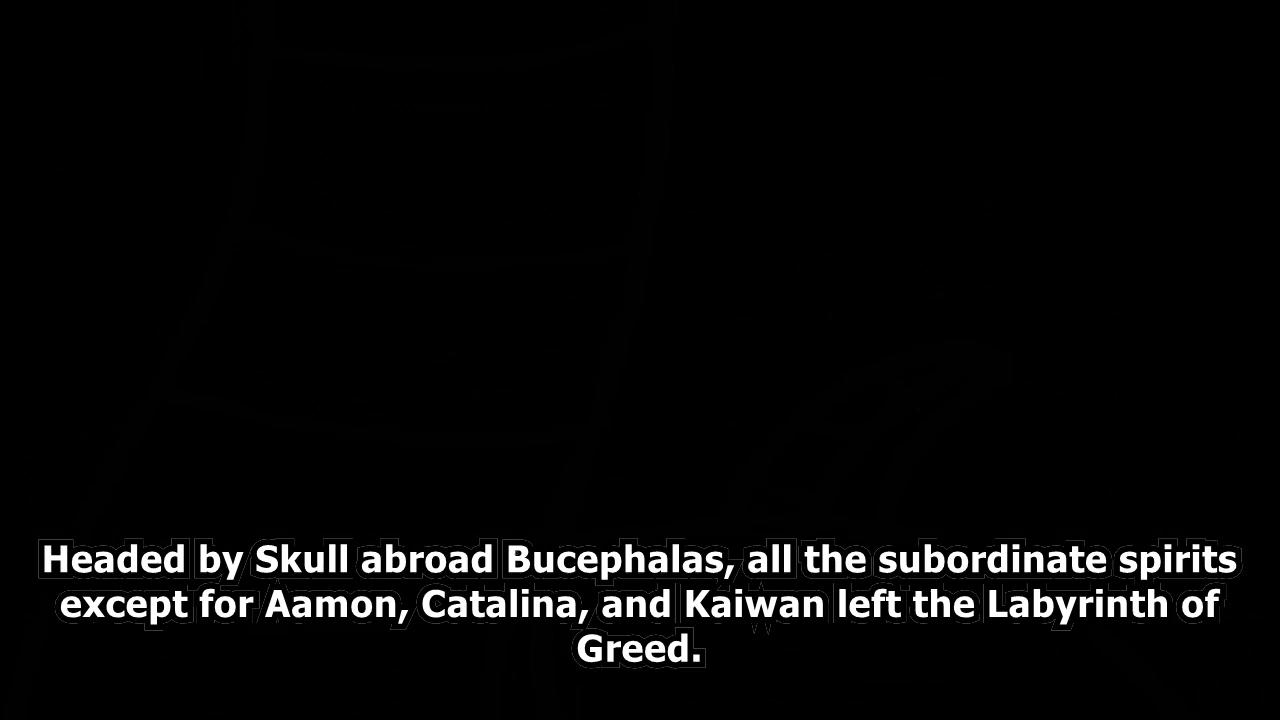 Headed by Skull abroad Bucephalas, all the subordinate spirits
except for Aamon, Catalina, and Kaiwan left the Labyrinth of
Greed.